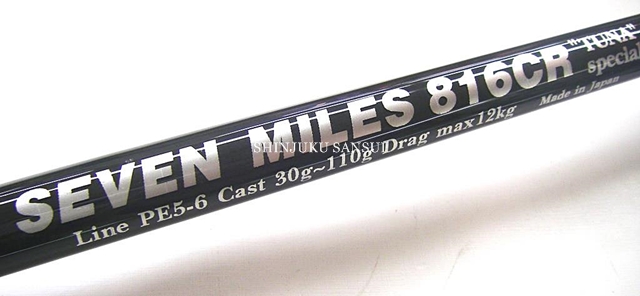 SEVEN MILES 816CR "TUNA" special
Line PE5-6 Cast 30g~110g Drag max12kg Made in Japan
SHINJUKU SANSUI